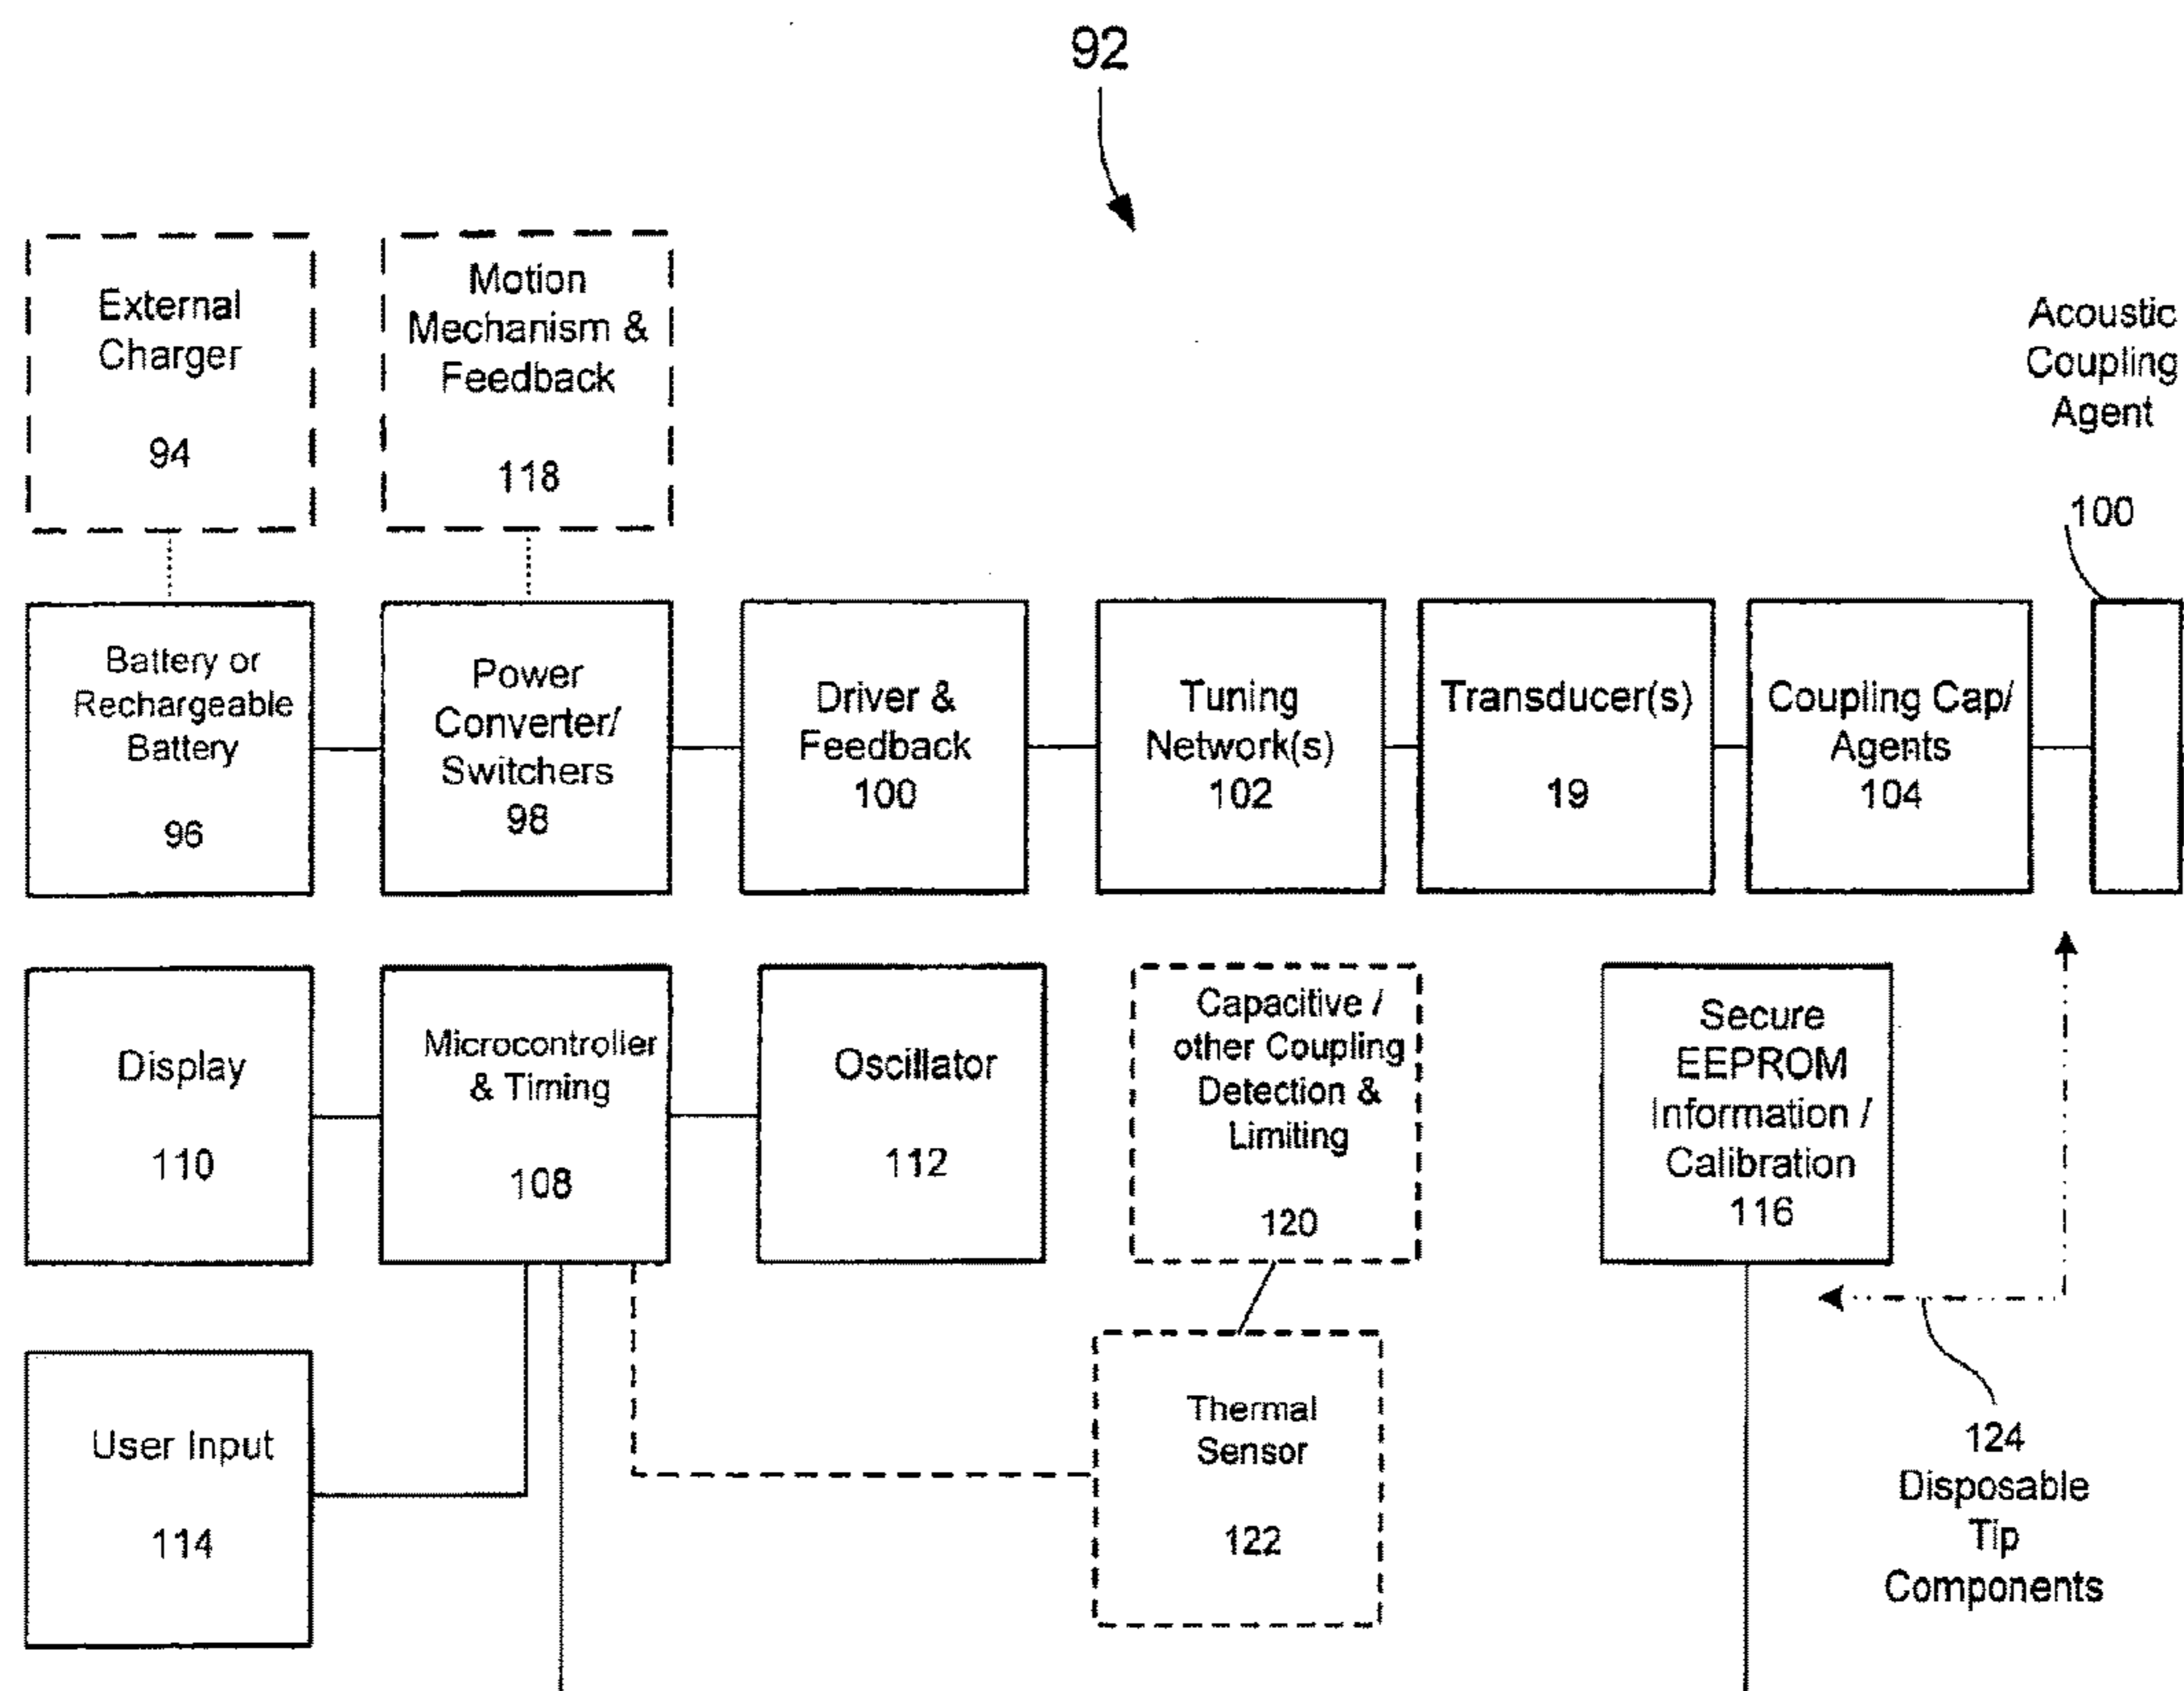 92
External
Charger
94
Motion
Mechanism &
Feedback
118
Acoustic
Coupling
Agent
100
Battery or
Rechargeable
Battery
96
Power
Converter/
Switchers
98
Driver &
Feedback
100
Tuning
Network(s)
102
Transducer(s)
19
Coupling Cap/
Agents
104
Display
110
Microcontroller
& Timing
108
Oscillator
112
Capacitive /
other Coupling
Detection &
Limiting
120
Secure
EEPROM
Information /
Calibration
116
User Input
114
Thermal
Sensor
122
124
Disposable
Tip
Components